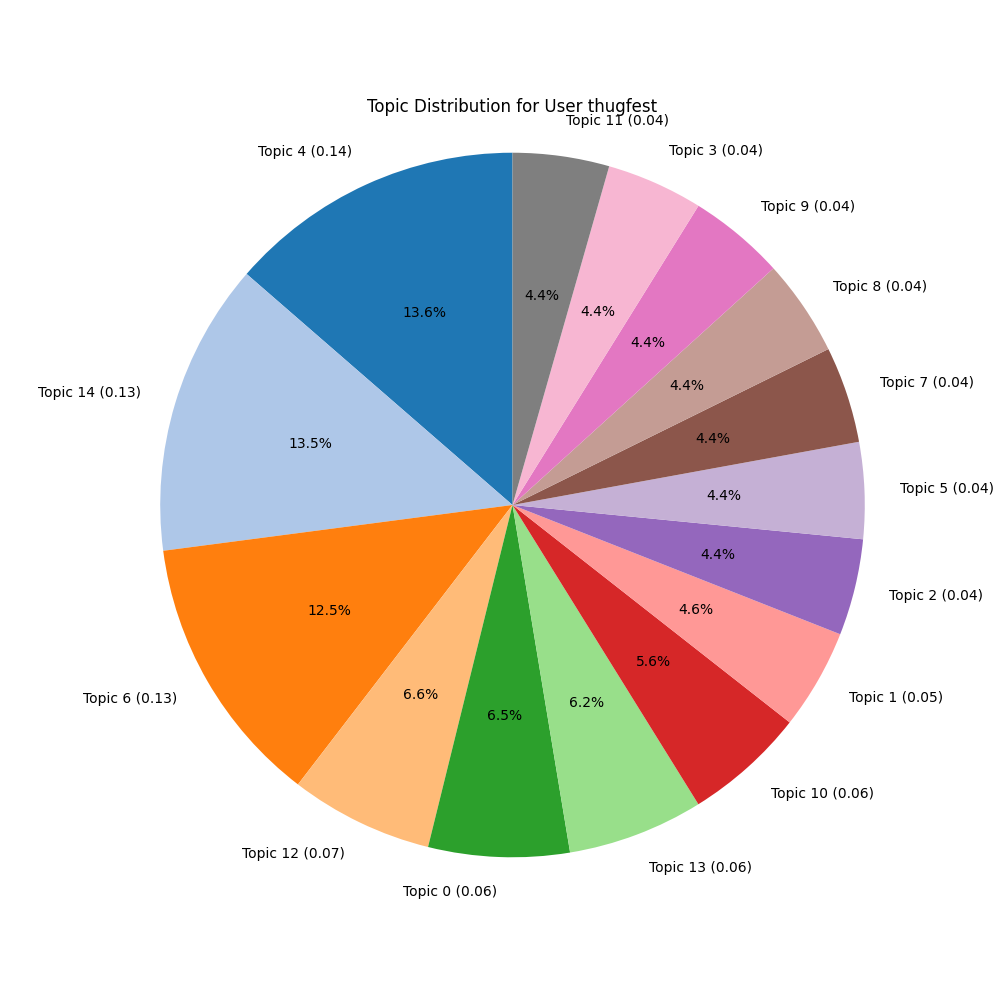 Topic Distribution for User thugfest
Topic 11 (0.04)
Topic 3 (0.04)
Topic 4 (0.14)
Topic 9 (0.04)
Topic 8 (0.04)
4.4%
4.4%
13.6%
4.4%
Topic 7 (0.04)
4.4%
Topic 14 (0.13)
4.4%
13.5%
Topic 5 (0.04)
4.4%
4.4%
Topic 2 (0.04)
12.5%
4.6%
5.6%
Topic 6 (0.13)
6.6%
6.2%
Topic 1 (0.05)
6.5%
Topic 10 (0.06)
Topic 12 (0.07)
Topic 13 (0.06)
Topic 0 (0.06)